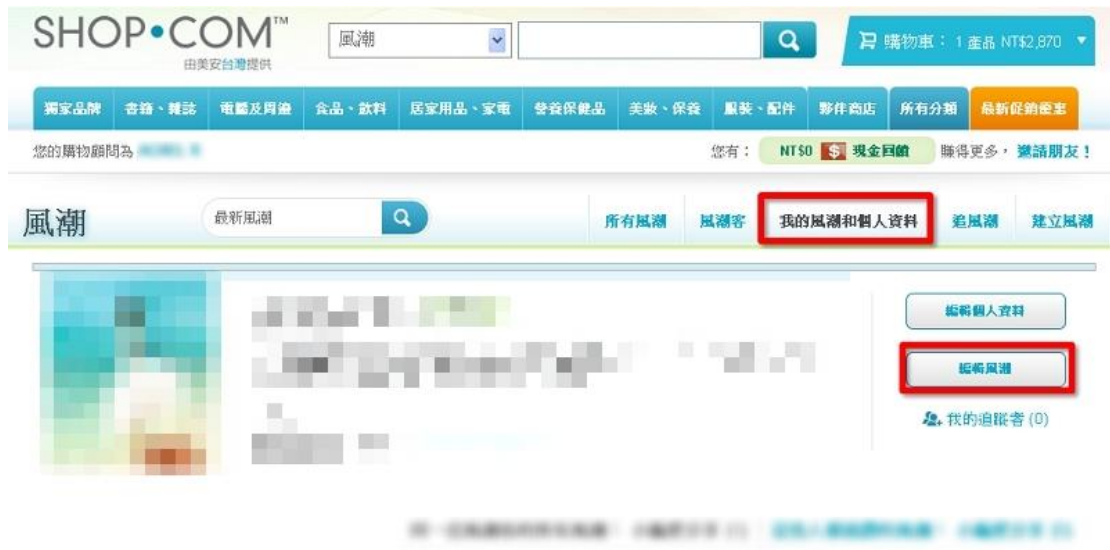 SHOP•COM™
由美安台灣提供
風潮
購物車： 1 產品 NT$2,870
獨家品牌 書籍、雜誌 電腦及周邊 食品、飲料 居家用品、家電 營養保健品 美妝、保養 服裝、配件 夥伴商店 所有分類 最新促銷優惠
您的購物顧問為
您有： NT$0 $ 現金回饋 賺得更多， 邀請朋友！
風潮 最新風潮 所有風潮 風潮客 我的風潮和個人資料 追風潮 建立風潮
編輯個人資料
編輯風潮
我的追蹤者 (0)